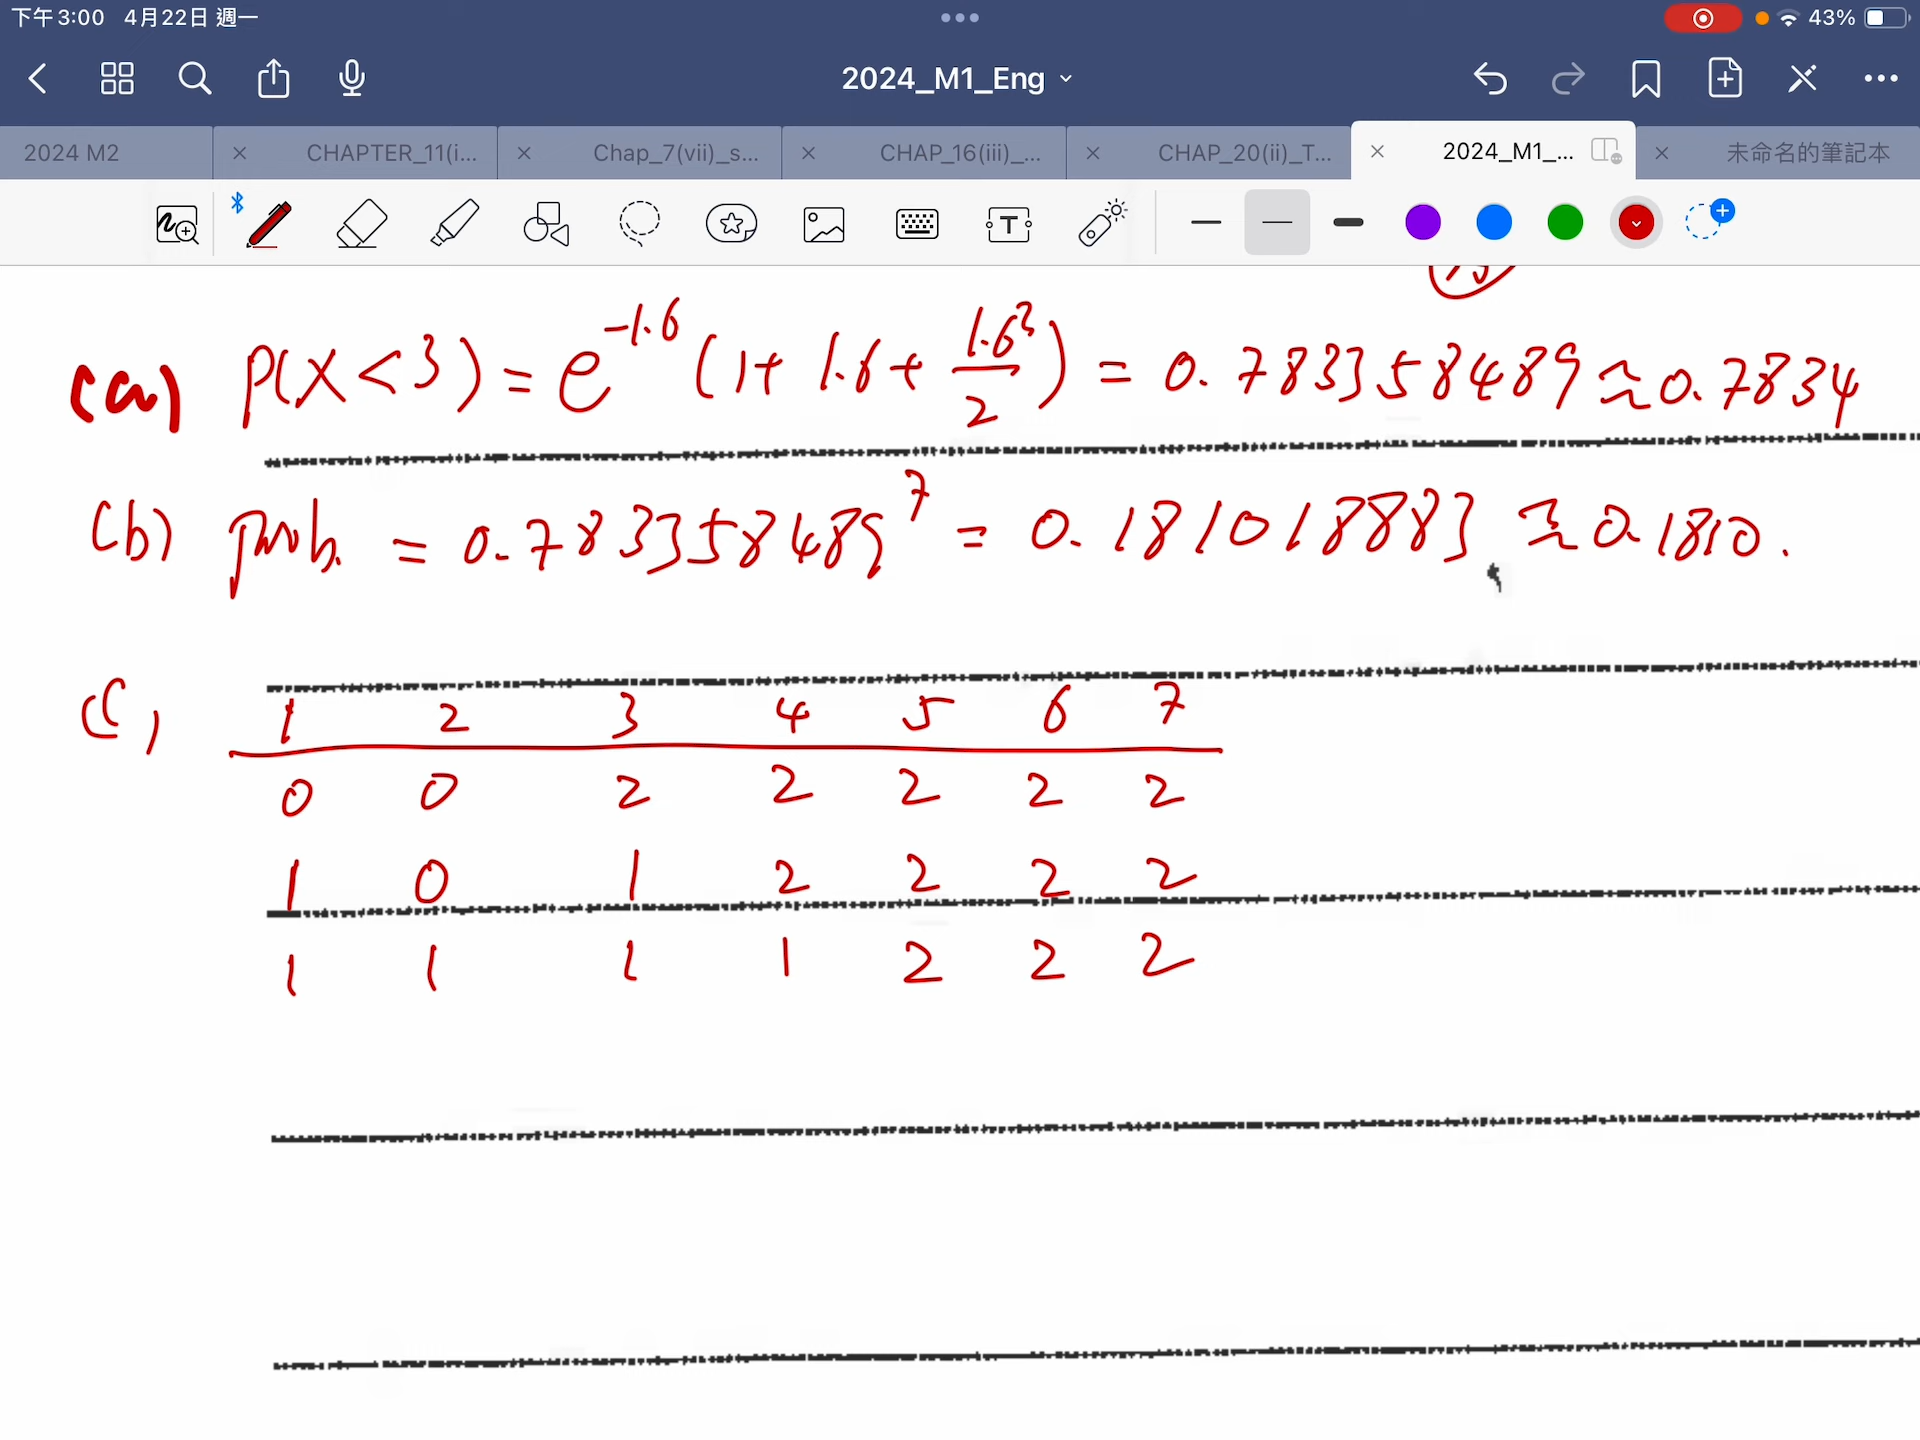 下午3:00 4月22日 週一
43%
2024_M1_Eng
2024 M2
CHAPTER_11(i...
Chap_7(vii)_s...
CHAP_16(iii)_...
CHAP_20(ii)_T...
2024_M1_...
未命名的筆記本
(a) P(X<3) = e^{-1.6} (1 + 1.6 + \frac{1.6^3}{2}) = 0.783358489 ≈ 0.7834
(b) prob. = 0.783358489^7 = 0.181018883 ≈ 0.1810.
(c) 1 2 3 4 5 6 7
0 0 2 2 2 2 2
1 0 1 2 2 2 2
1 1 1 1 2 2 2